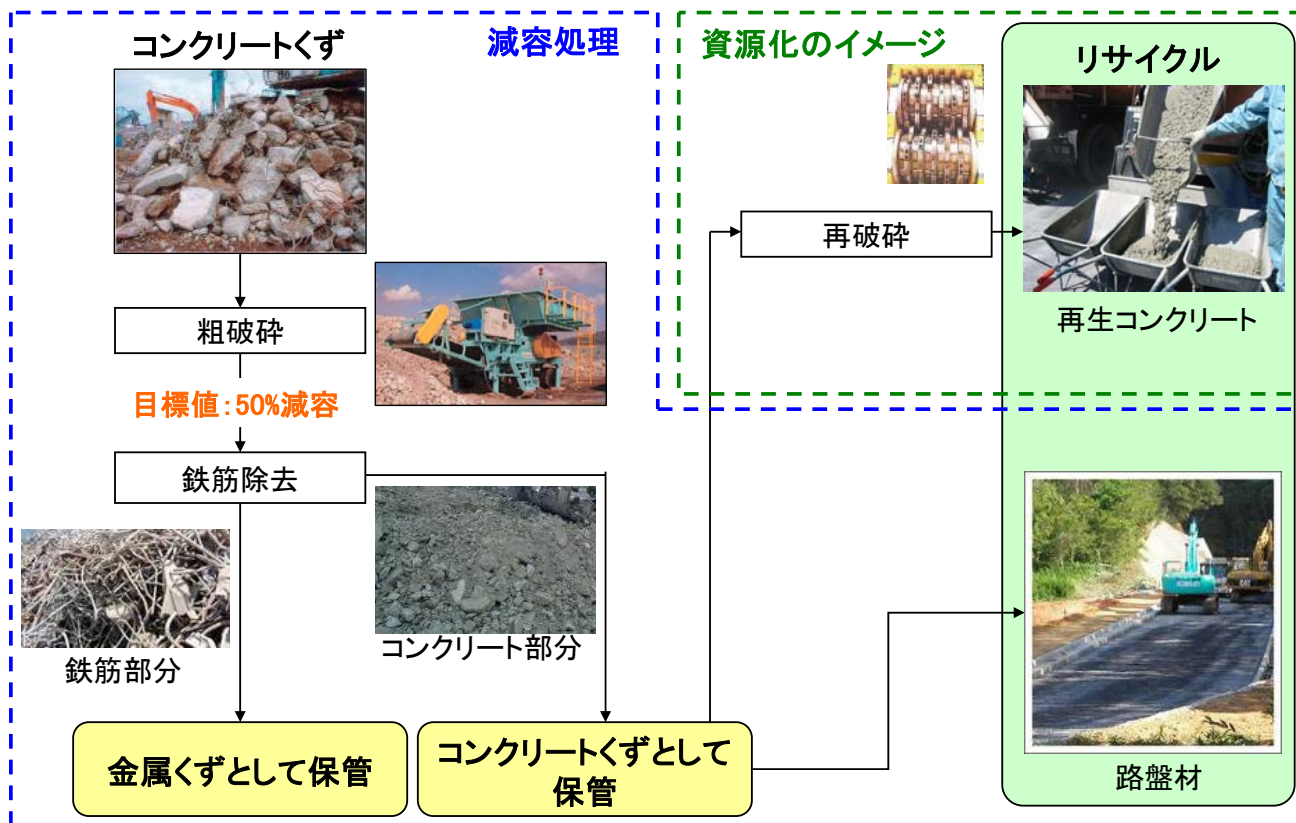 コンクリートくず
減容処理
粗破砕
目標値：50%減容
鉄筋除去
鉄筋部分
コンクリート部分
金属くずとして保管
コンクリートくずとして
保管
資源化のイメージ
再破砕
リサイクル
再生コンクリート
路盤材